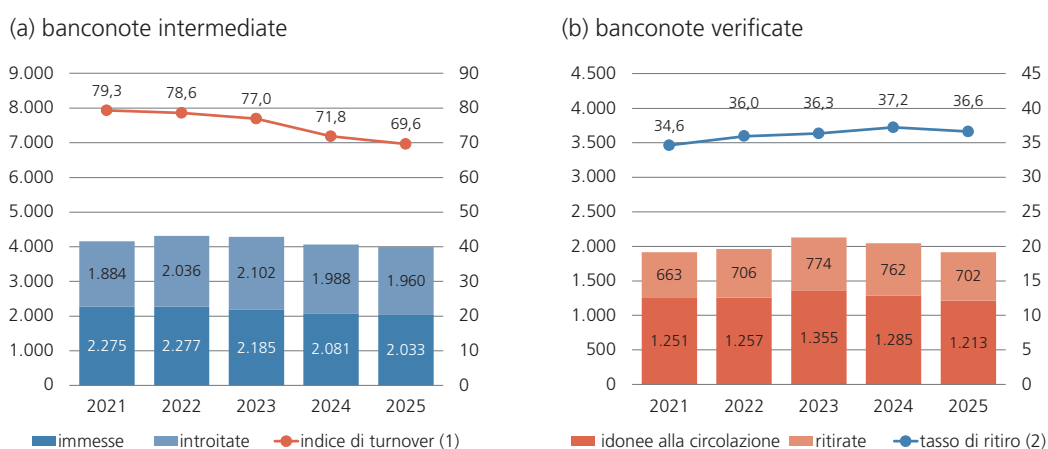 (a) banconote intermediate
9.000 90
79,3 78,6 77,0 71,8 69,6
8.000 80
7.000 70
6.000 60
5.000 50
4.000 40
1.884 2.036 2.102 1.988 1.960
3.000 30
2.000 20
2.275 2.277 2.185 2.081 2.033
1.000 10
0 0
2021 2022 2023 2024 2025
immesse introitate indice di turnover (1)
(b) banconote verificate
4.500 45
34,6 36,0 36,3 37,2 36,6
4.000 40
3.500 35
3.000 30
2.500 25
2.000 20
663 706 774 762 702
1.500 15
1.000 10
1.251 1.257 1.355 1.285 1.213
500 5
0 0
2021 2022 2023 2024 2025
idonee alla circolazione ritirate tasso di ritiro (2)